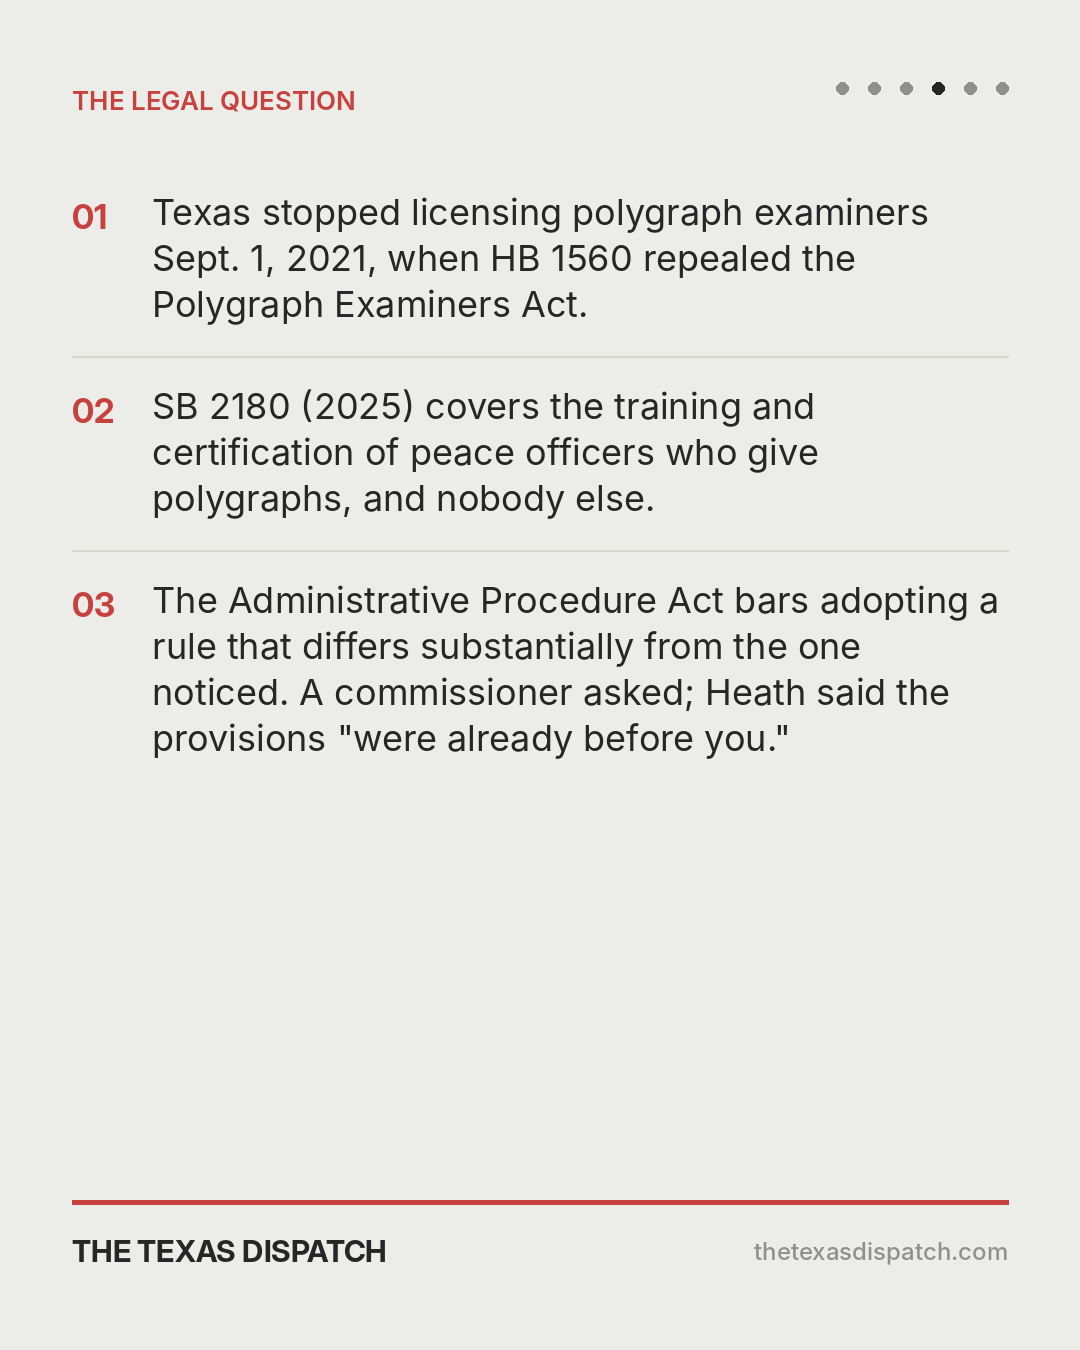 THE LEGAL QUESTION
01 Texas stopped licensing polygraph examiners
Sept. 1, 2021, when HB 1560 repealed the
Polygraph Examiners Act.
02 SB 2180 (2025) covers the training and
certification of peace officers who give
polygraphs, and nobody else.
03 The Administrative Procedure Act bars adopting a
rule that differs substantially from the one
noticed. A commissioner asked; Heath said the
provisions "were already before you."
THE TEXAS DISPATCH
thetexasdispatch.com